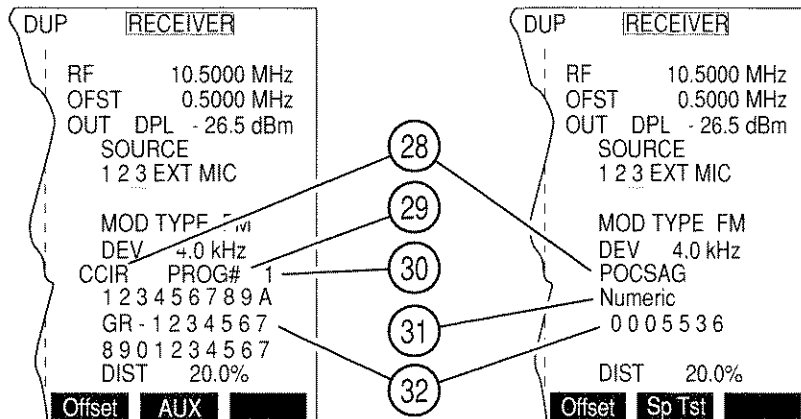 DUP RECEIVER
RF 10.5000 MHz
OFST 0.5000 MHz
OUT DPL - 26.5 dBm
SOURCE
1 2 3 EXT MIC
MOD TYPE FM
DEV 4.0 kHz
CCIR PROG# 1
1 2 3 4 5 6 7 8 9 A
GR - 1 2 3 4 5 6 7
8 9 0 1 2 3 4 5 6 7
DIST 20.0%
Offset AUX
28
29
30
31
32
DUP RECEIVER
RF 10.5000 MHz
OFST 0.5000 MHz
OUT DPL - 26.5 dBm
SOURCE
1 2 3 EXT MIC
MOD TYPE FM
DEV 4.0 kHz
POCSAG
Numeric
0 0 0 5 5 3 6
DIST 20.0%
Offset Sp Tst